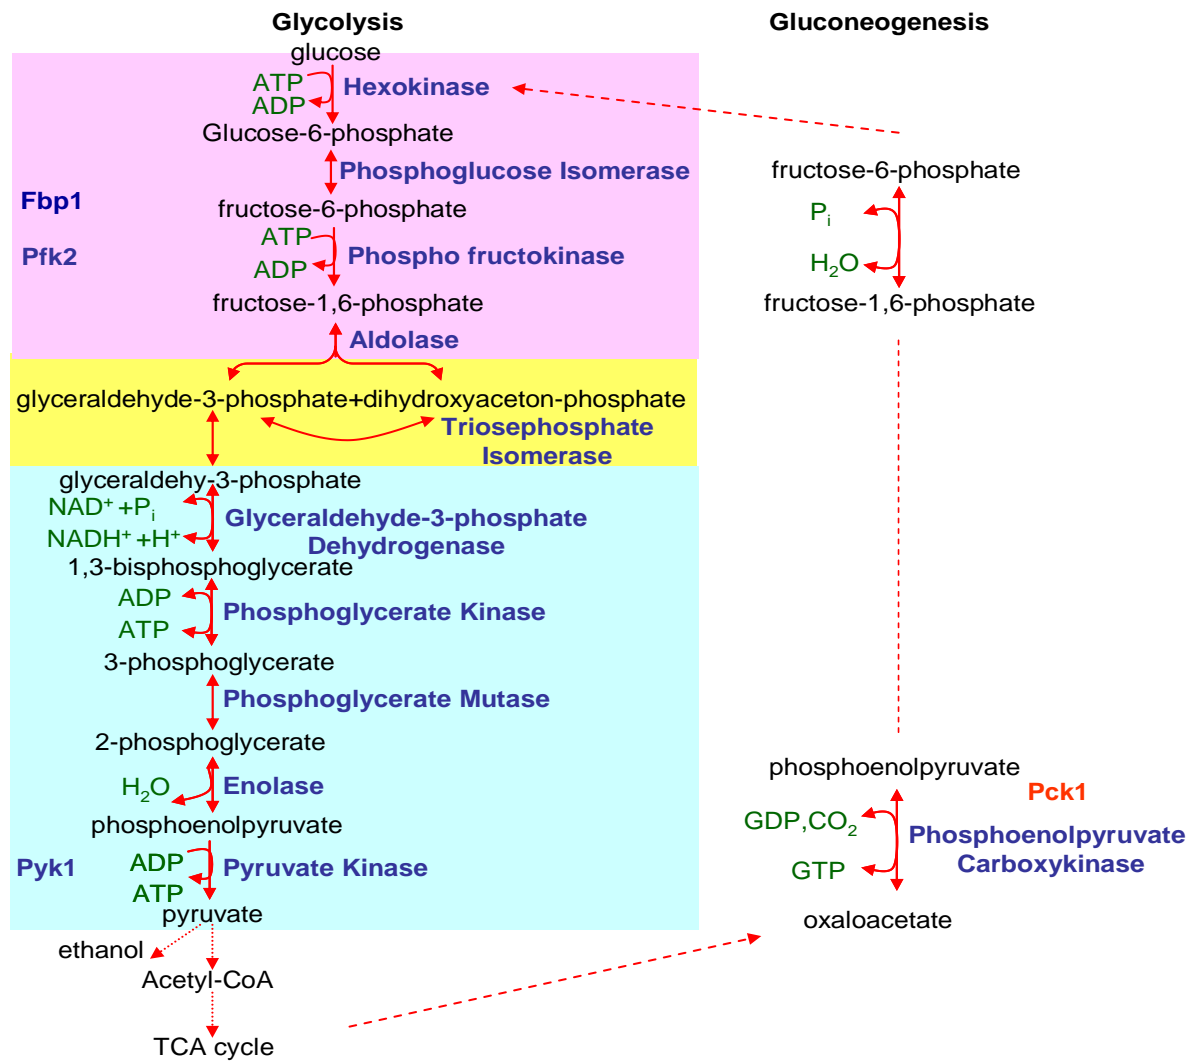 Glycolysis
Gluconeogenesis
glucose
ATP
ADP
Hexokinase
Glucose-6-phosphate
Phosphoglucose Isomerase
Fbp1
fructose-6-phosphate
ATP
Pfk2
Phospho fructokinase
ADP
fructose-1,6-phosphate
Aldolase
glyceraldehyde-3-phosphate+dihydroxyaceton-phosphate
Triosephosphate
Isomerase
glyceraldehy-3-phosphate
NAD⁺ +Pᵢ
Glyceraldehyde-3-phosphate
NADH⁺ +H⁺
Dehydrogenase
1,3-bisphosphoglycerate
ADP
Phosphoglycerate Kinase
ATP
3-phosphoglycerate
Phosphoglycerate Mutase
2-phosphoglycerate
H₂O
Enolase
phosphoenolpyruvate
Pyk1
ADP
Pyruvate Kinase
ATP
pyruvate
ethanol
Acetyl-CoA
TCA cycle
fructose-6-phosphate
Pᵢ
H₂O
fructose-1,6-phosphate
phosphoenolpyruvate
Pck1
GDP,CO₂
Phosphoenolpyruvate
Carboxykinase
GTP
oxaloacetate